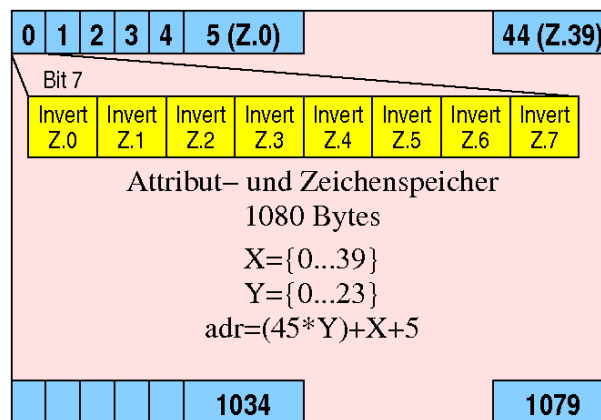 0 1 2 3 4 5 (Z.0) 44 (Z.39)
Bit 7
Invert Invert Invert Invert Invert Invert Invert Invert
Z.0 Z.1 Z.2 Z.3 Z.4 Z.5 Z.6 Z.7
Attribut– und Zeichenspeicher
1080 Bytes
X={0...39}
Y={0...23}
adr=(45*Y)+X+5
1034 1079